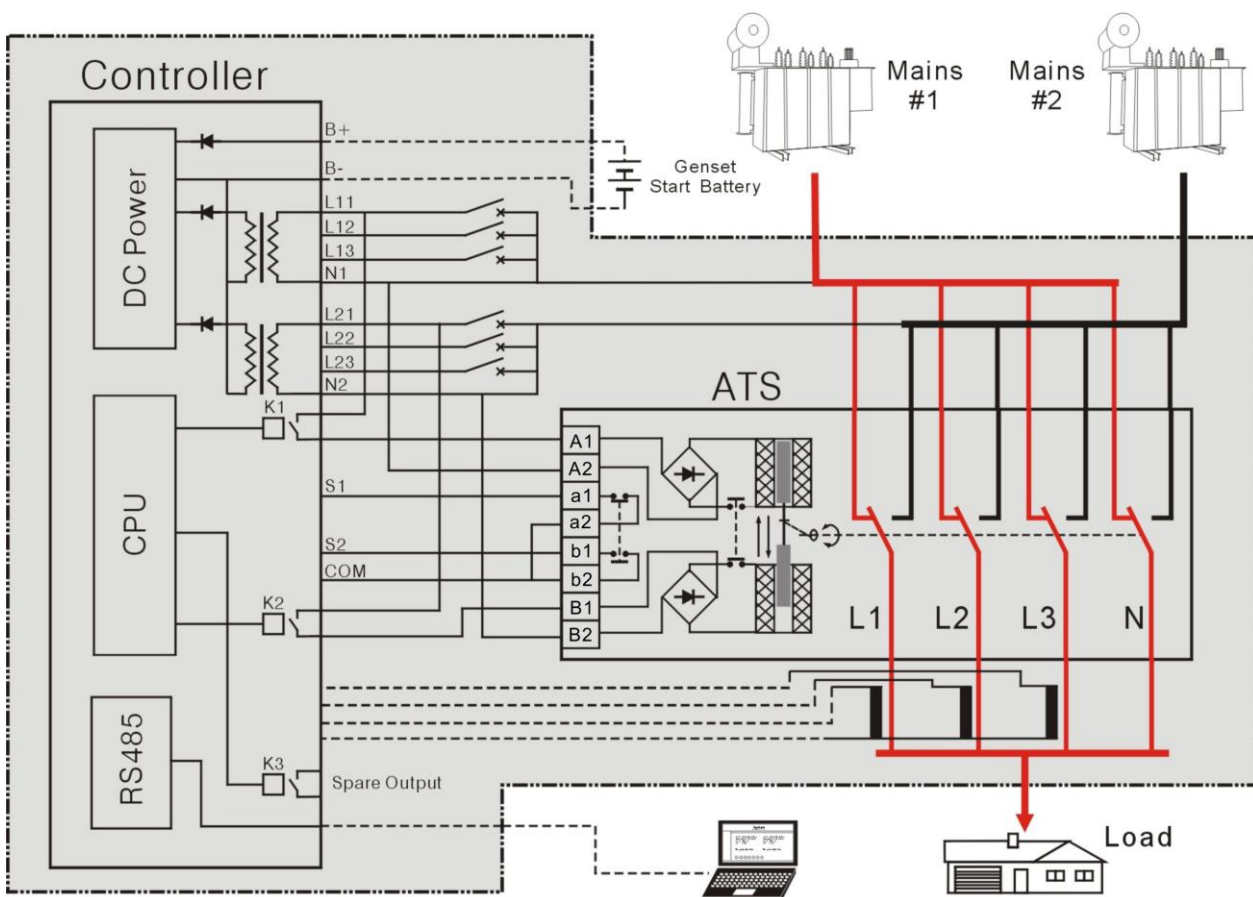 Controller
Mains
#1
Mains
#2
DC Power
B+
B-
Genset
Start Battery
L11
L12
L13
N1
L21
L22
L23
N2
ATS
CPU
K1
A1
A2
S1
a1
a2
S2
b1
COM
b2
K2
B1
B2
L1
L2
L3
N
RS485
K3
Spare Output
Load